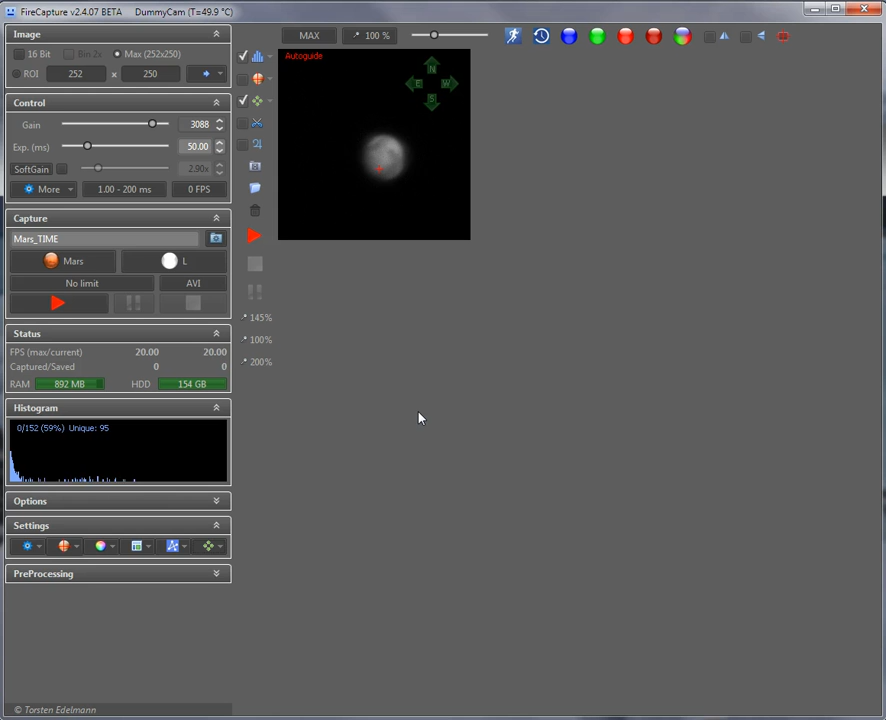 FireCapture v2.4.07 BETA DummyCam (T=49.9 °C)
Image
16 Bit Bin 2x Max (252x250)
ROI 252 x 250
Control
Gain 3088
Exp. (ms) 50.00
SoftGain 2.90x
More 1.00 - 200 ms 0 FPS
Capture
Mars_TIME
Mars L
No limit AVI
Status
FPS (max/current) 20.00 20.00
Captured/Saved 0 0
RAM 892 MB HDD 154 GB
Histogram
0/152 (59%) Unique: 95
Options
Settings
PreProcessing
© Torsten Edelmann
MAX 100 %
Autoguide
N
E W
S
145%
100%
200%